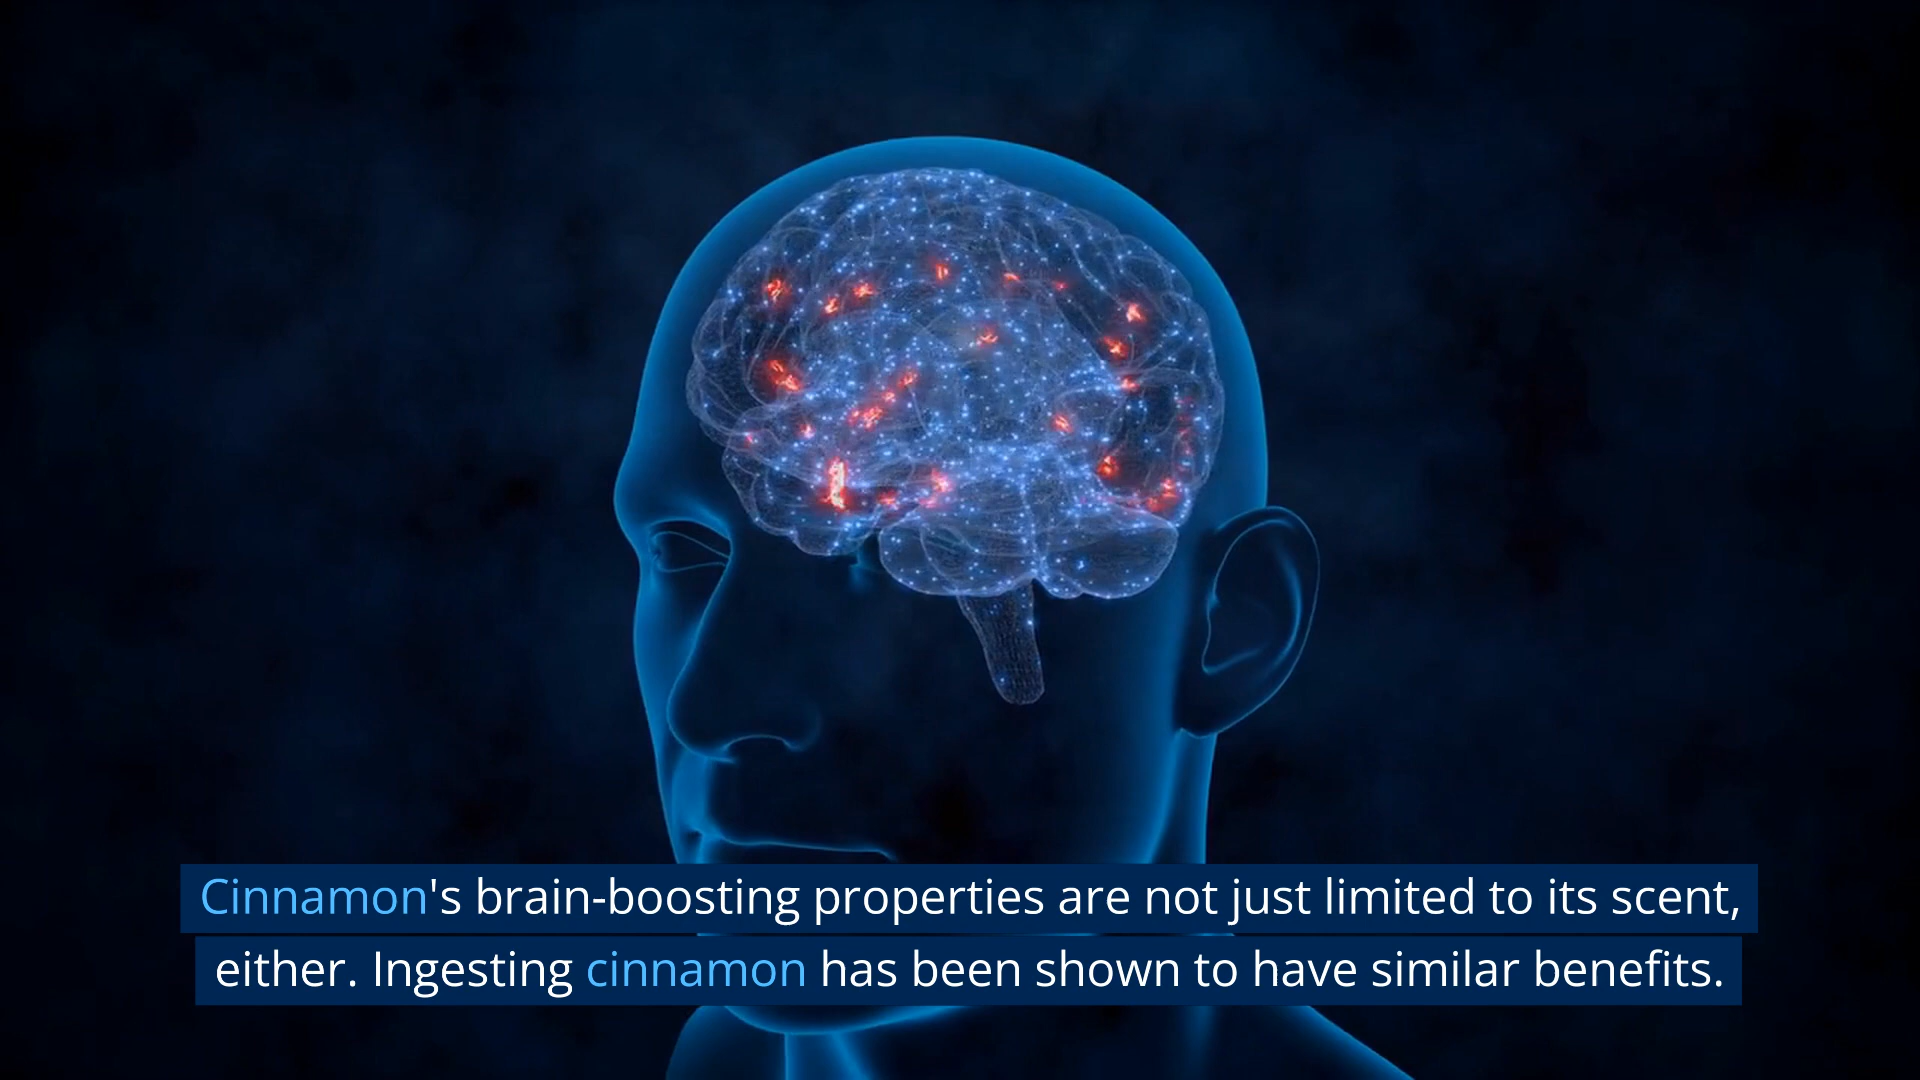 Cinnamon's brain-boosting properties are not just limited to its scent,
either. Ingesting cinnamon has been shown to have similar benefits.